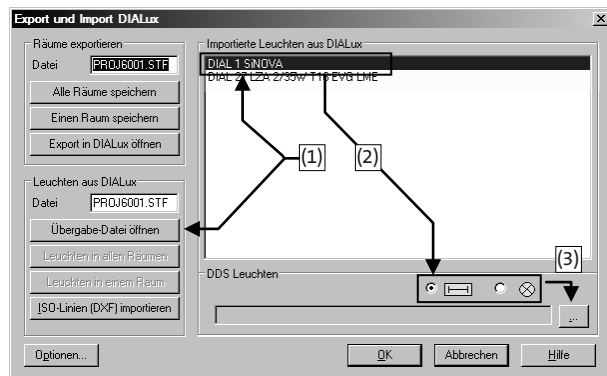 Export und Import DIALux
Räume exportieren
Datei PROJ6001.STF
Alle Räume speichern
Einen Raum speichern
Export in DIALux öffnen
Leuchten aus DIALux
Datei PROJ6001.STF
Übergabe-Datei öffnen
Leuchten in allen Räumen
Leuchten in einem Raum
ISO-Linien (DXF) importieren
Importierte Leuchten aus DIALux
DIAL 1 SiNOVA
DIAL 27 LZA 2/35w T16 EVG LME
(1)
(2)
(3)
DDS Leuchten
...
Optionen...
OK
Abbrechen
Hilfe